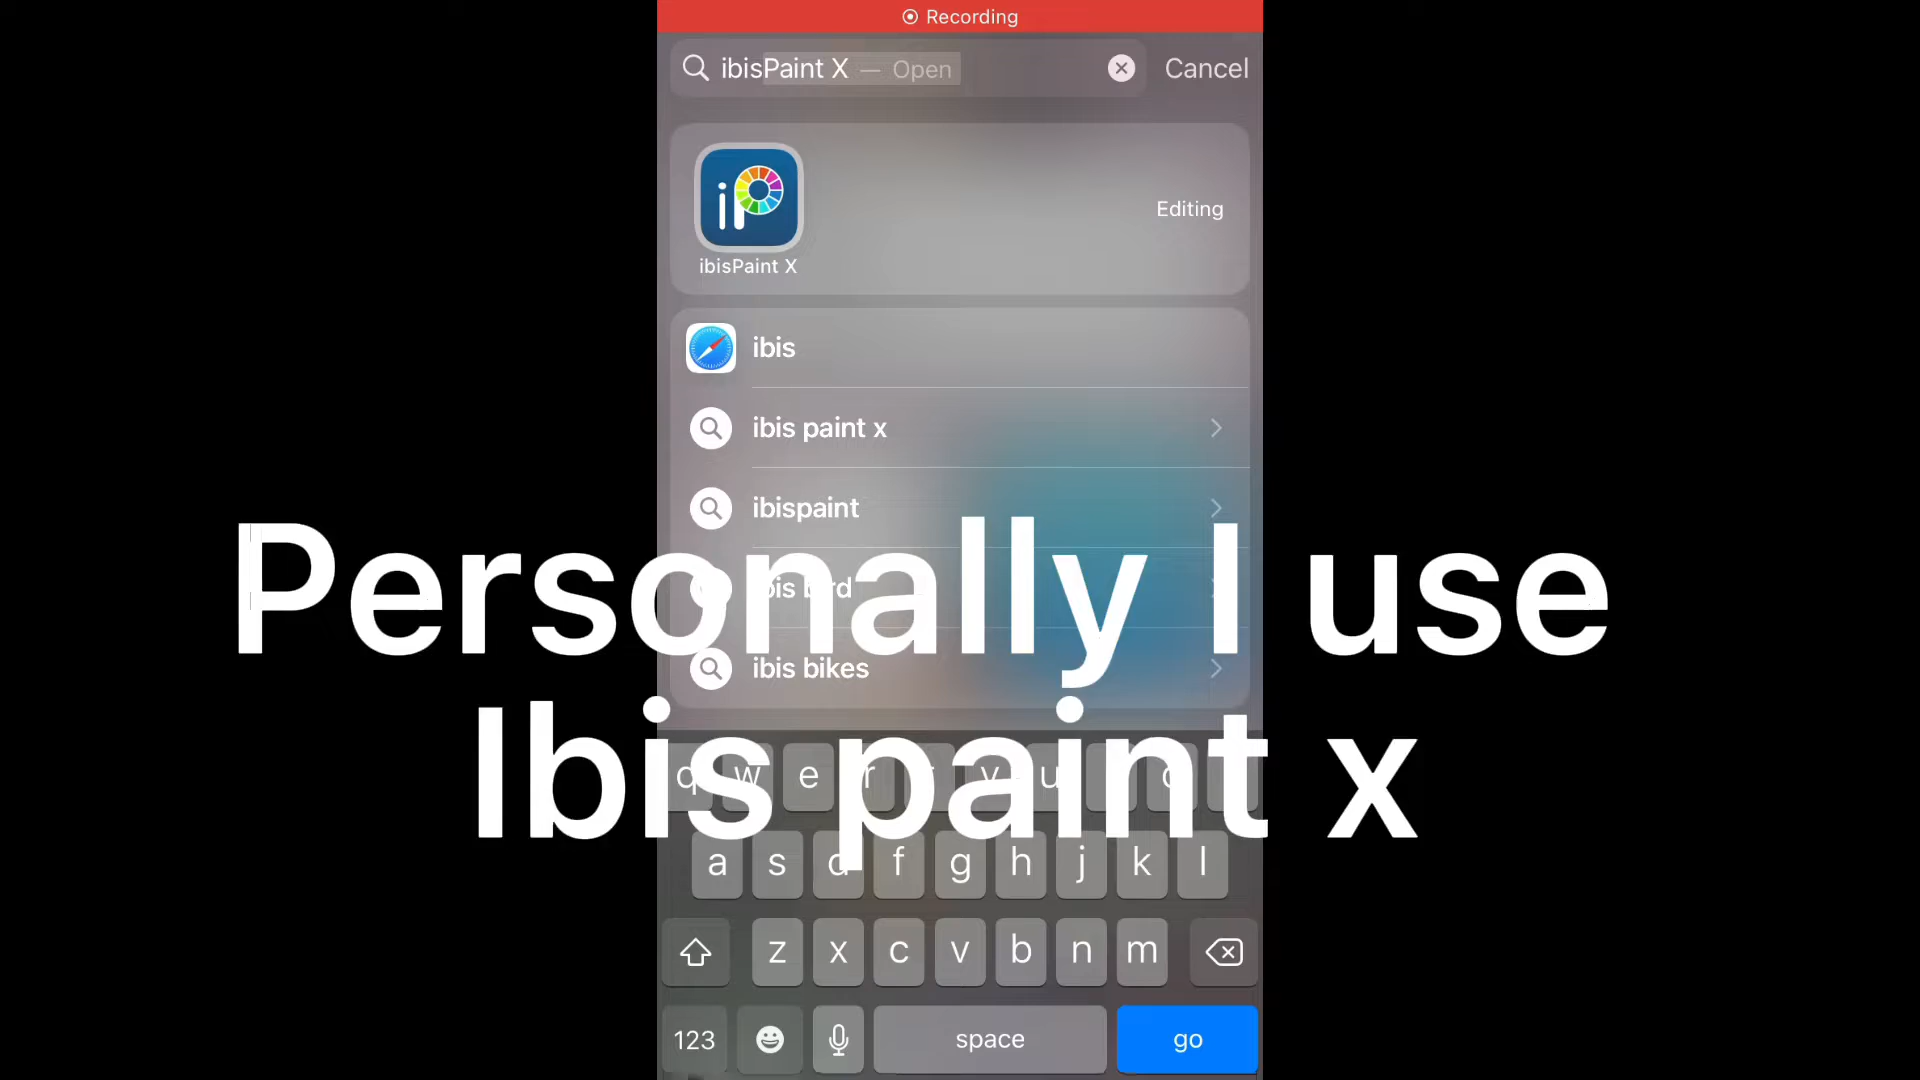 Recording
ibisPaint X — Open
Cancel
iP
Editing
ibisPaint X
ibis
ibis paint x
ibispaint
ibis bikes
Personally I use
Ibis paint x
q w e r y u
a s d f g h j k l
z x c v b n m
123 space go